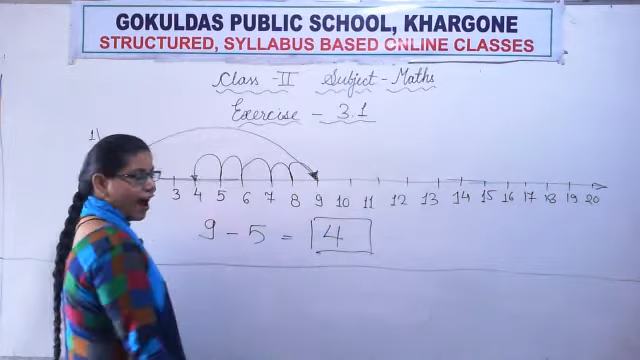 GOKULDAS PUBLIC SCHOOL, KHARGONE
STRUCTURED, SYLLABUS BASED ONLINE CLASSES
Class - II Subject - Maths
Exercise - 3.1
1)
3 4 5 6 7 8 9 10 11 12 13 14 15 16 17 18 19 20
9 - 5 = 4